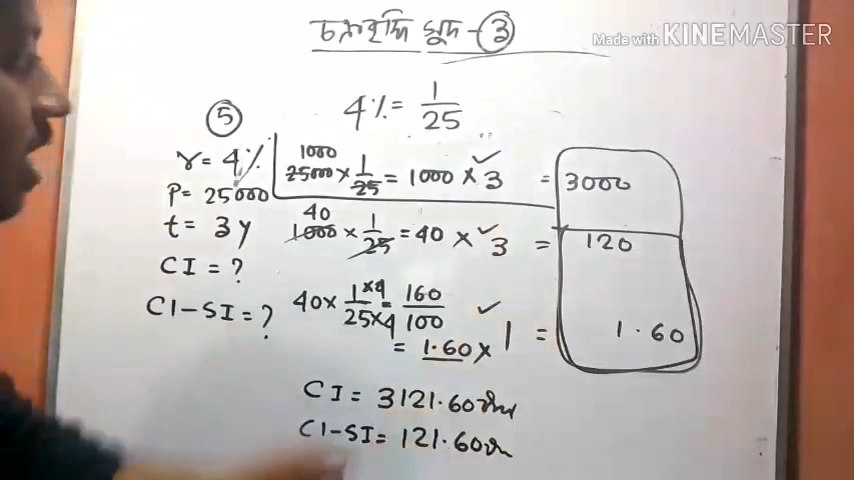 চক্রবৃদ্ধি সুদ-৩
Made with KINEMASTER
4% = 1/25
5
r = 4%
P = 25000
t = 3 y
CI = ?
CI-SI = ?
1000
25000 × 1/25 = 1000 × 3 = 3000
40
1000 × 1/25 = 40 × 3 = 120
40 × 1×4/25×4 = 160/100
= 1.60 × 1 = 1.60
CI = 3121.60
CI-SI = 121.60